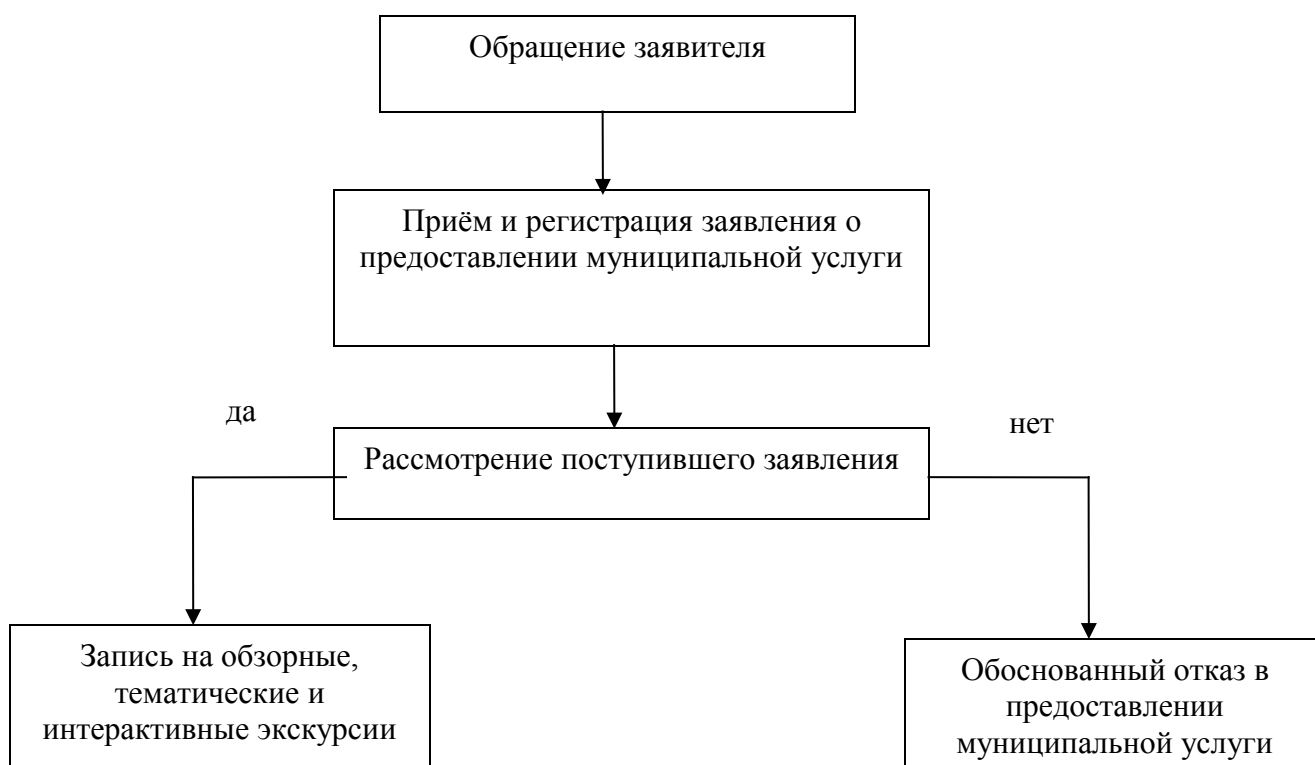 Обращение заявителя
Приём и регистрация заявления о
предоставлении муниципальной услуги
да
нет
Рассмотрение поступившего заявления
Запись на обзорные,
тематические и
интерактивные экскурсии
Обоснованный отказ в
предоставлении
муниципальной услуги